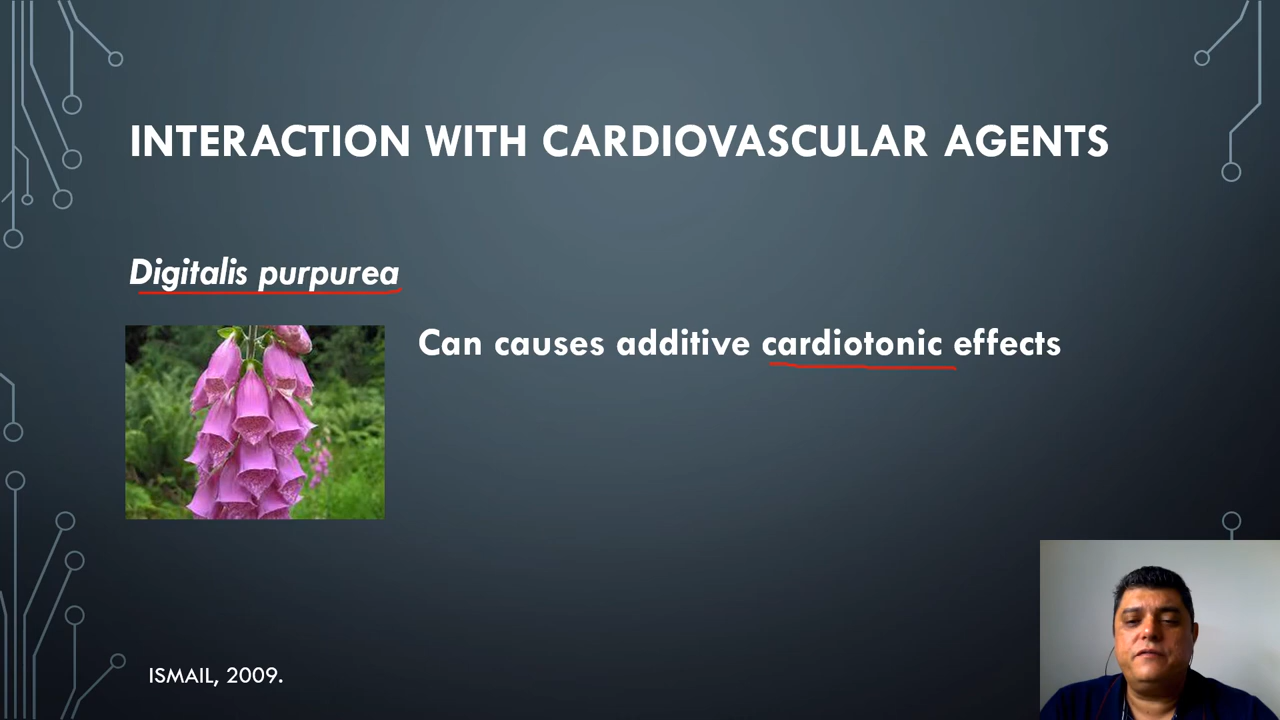 INTERACTION WITH CARDIOVASCULAR AGENTS
Digitalis purpurea
Can causes additive cardiotonic effects
ISMAIL, 2009.